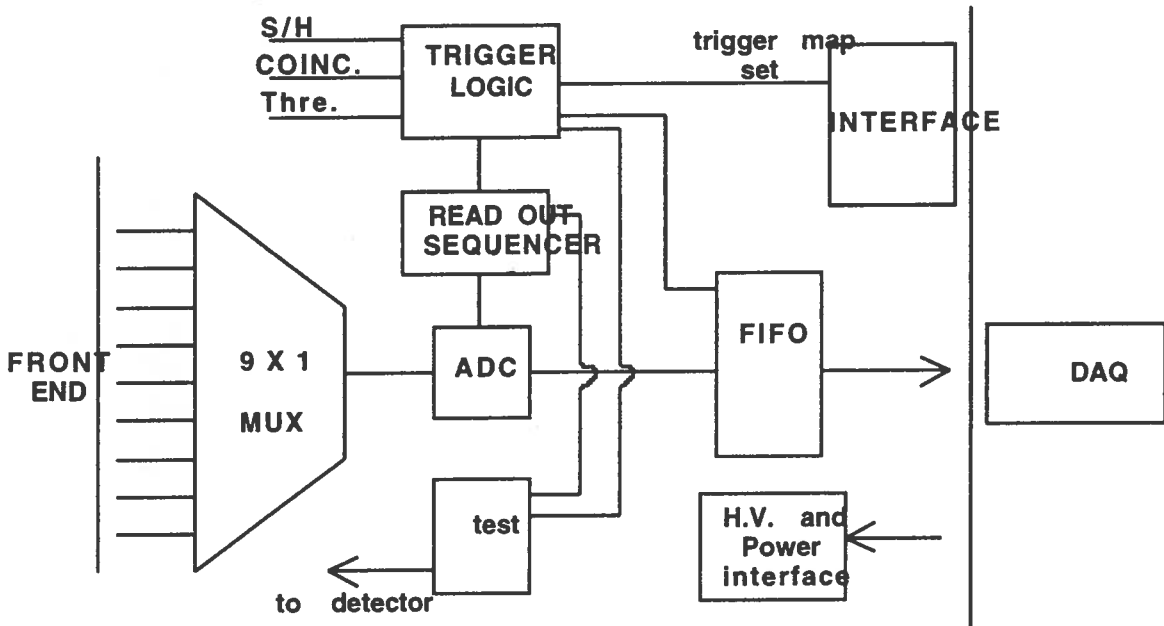 S/H
COINC.
Thre.
TRIGGER
LOGIC
trigger map
set
INTERFACE
READ OUT
SEQUENCER
FRONT
END
9 X 1
MUX
ADC
FIFO
DAQ
test
to detector
H.V. and
Power
interface